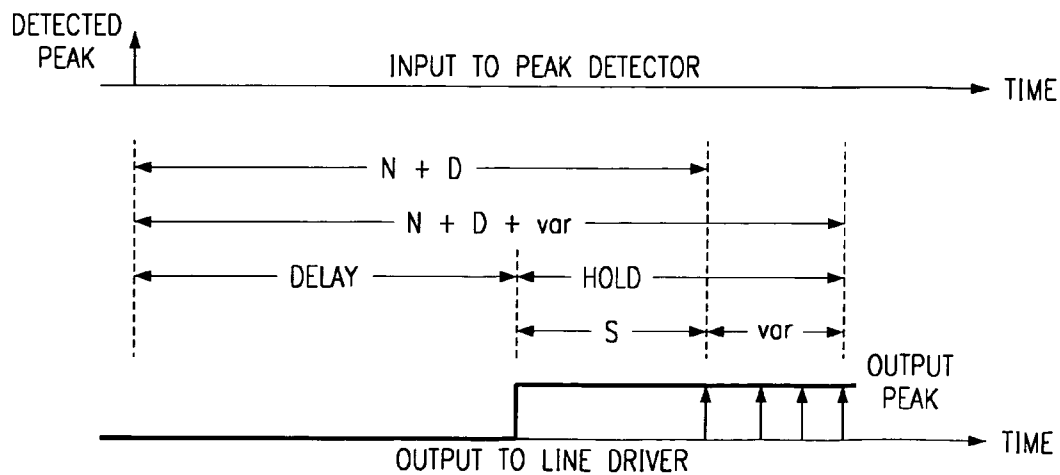 DETECTED
PEAK
INPUT TO PEAK DETECTOR
TIME
N + D
N + D + var
DELAY
HOLD
S
var
OUTPUT
PEAK
TIME
OUTPUT TO LINE DRIVER